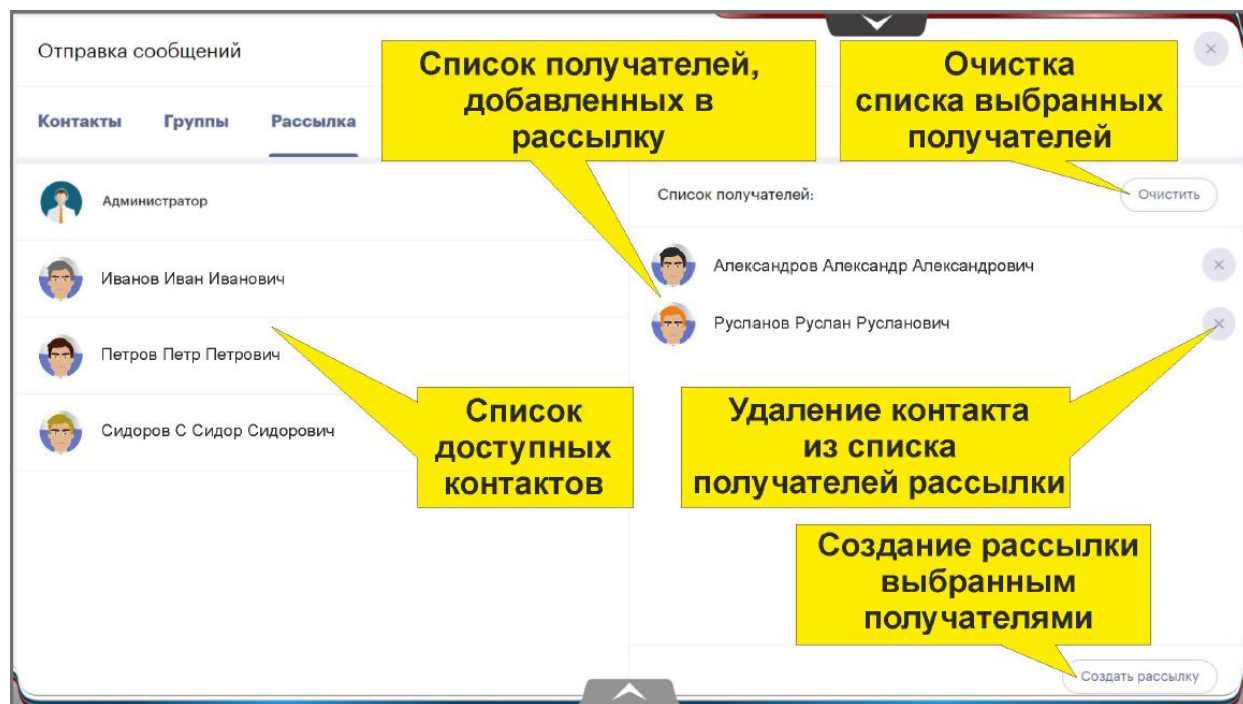 Отправка сообщений
Контакты Группы Рассылка
Список получателей,
добавленных в
рассылку
Очистка
списка выбранных
получателей
Администратор
Иванов Иван Иванович
Петров Петр Петрович
Сидоров С Сидор Сидорович
Список
доступных
контактов
Список получателей:
Очистить
Александров Александр Александрович
Русланов Руслан Русланович
Удаление контакта
из списка
получателей рассылки
Создание рассылки
выбранным
получателями
Создать рассылку